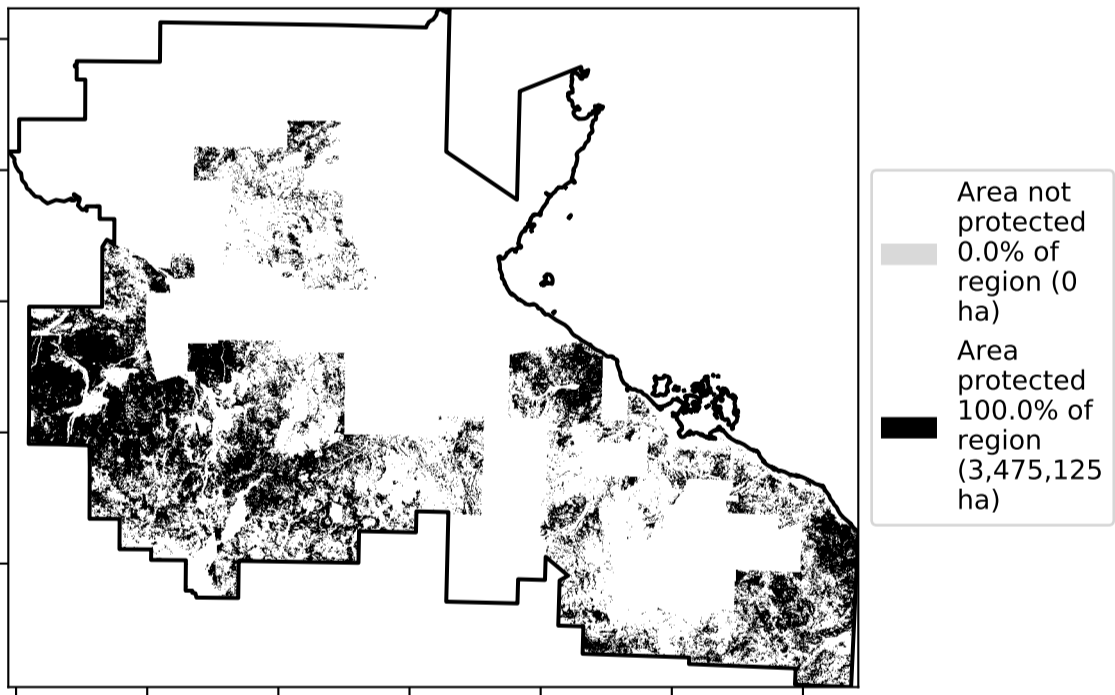 Area not
protected
0.0% of
region (0
ha)
Area
protected
100.0% of
region
(3,475,125
ha)